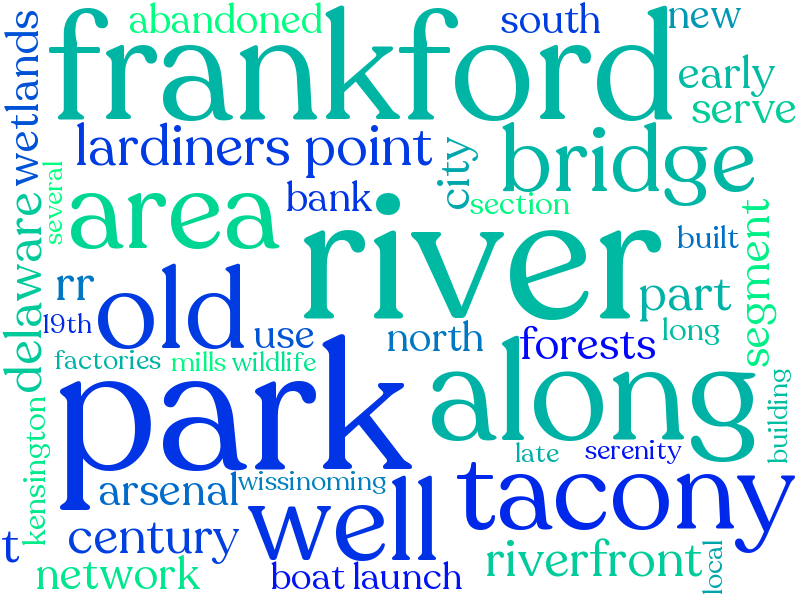 abandoned
south
new
frankford
wetlands
early
serve
lardiners point
bridge
city
several
area
bank
section
delaware
river
segment
built
rr
19th
old
use
north
part
long
forests
factories
mills wildlife
park
along
building
kensington
late
serenity
arsenal
wissinoming
tacony
t
century
well
riverfront
local
network
boat launch